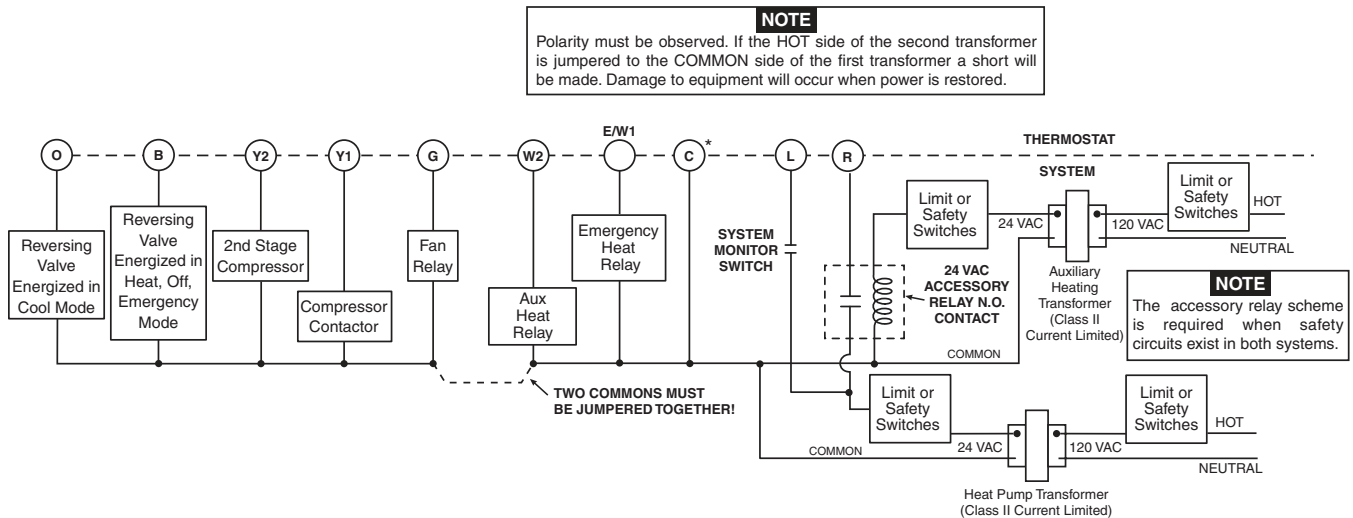 NOTE
Polarity must be observed. If the HOT side of the second transformer
is jumpered to the COMMON side of the first transformer a short will
be made. Damage to equipment will occur when power is restored.
E/W1
O
B
Y2
Y1
G
W2
C
*
L
R
THERMOSTAT
SYSTEM
Reversing
Valve
Energized in
Cool Mode
Reversing
Valve
Energized in
Heat, Off,
Emergency
Mode
2nd Stage
Compressor
Compressor
Contactor
Fan
Relay
Aux
Heat
Relay
Emergency
Heat
Relay
SYSTEM
MONITOR
SWITCH
Limit or
Safety
Switches
24 VAC
120 VAC
Limit or
Safety
Switches
HOT
NEUTRAL
24 VAC
ACCESSORY
RELAY N.O.
CONTACT
Auxiliary
Heating
Transformer
(Class II
Current Limited)
NOTE
The accessory relay scheme
is required when safety
circuits exist in both systems.
COMMON
TWO COMMONS MUST
BE JUMPERED TOGETHER!
Limit or
Safety
Switches
COMMON
24 VAC
120 VAC
Limit or
Safety
Switches
HOT
NEUTRAL
Heat Pump Transformer
(Class II Current Limited)